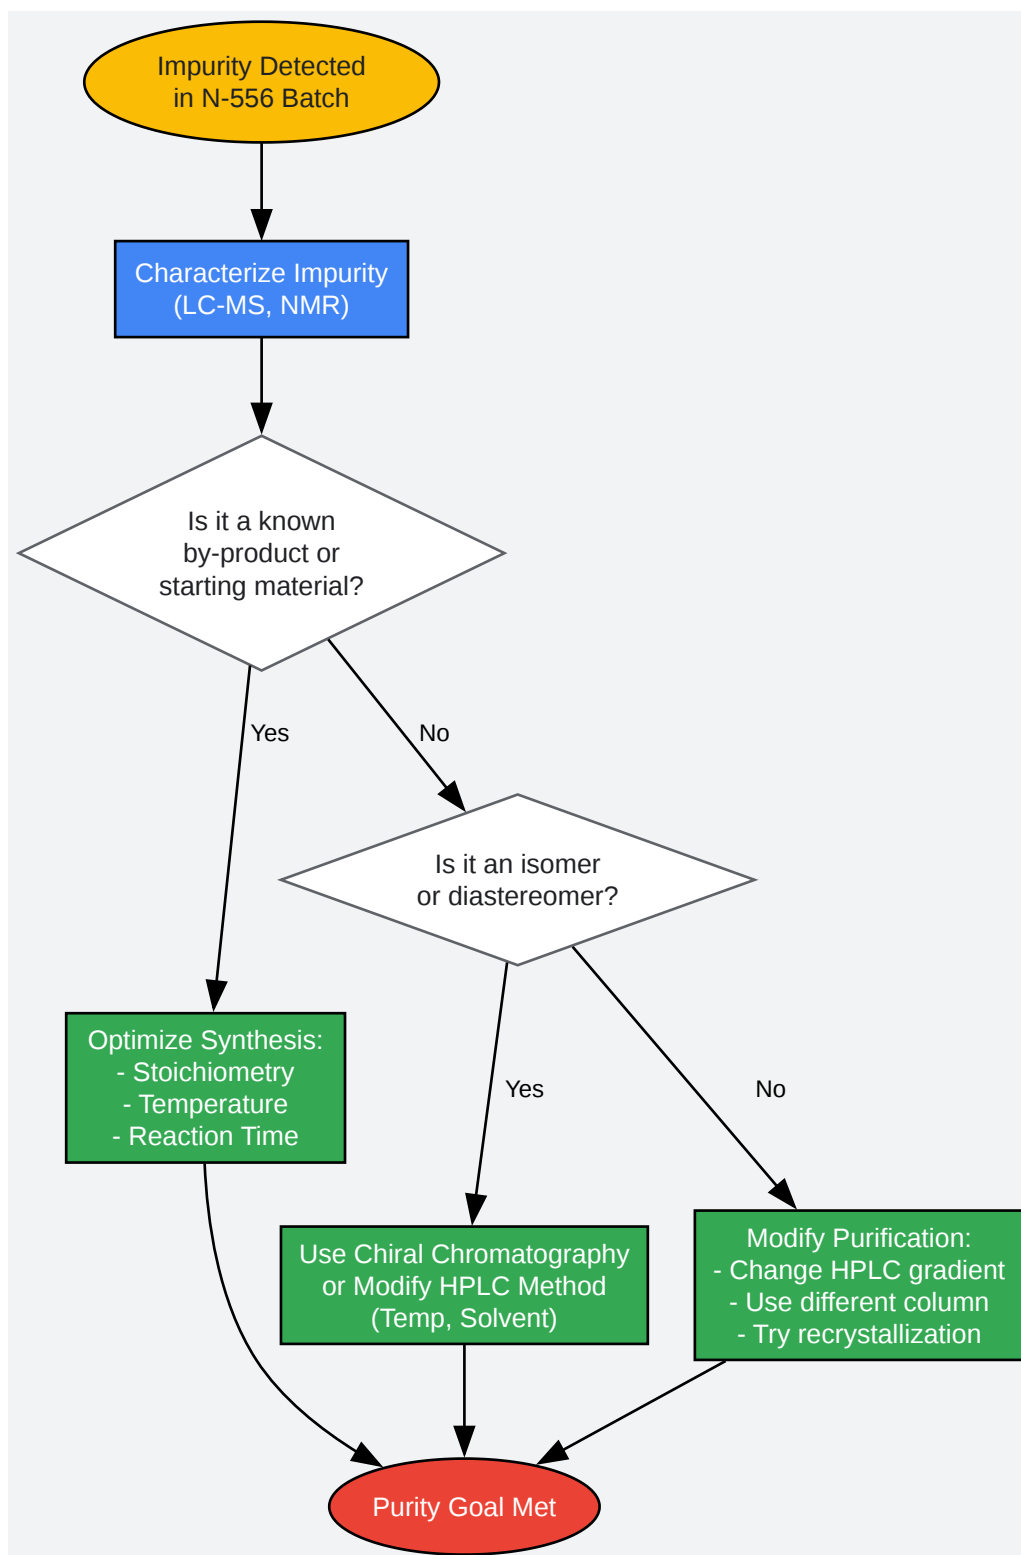 Impurity Detected
in N-556 Batch
Characterize Impurity
(LC-MS, NMR)
Is it a known
by-product or
starting material?
Yes
No
Is it an isomer
or diastereomer?
Optimize Synthesis:
- Stoichiometry
- Temperature
- Reaction Time
Yes
No
Use Chiral Chromatography
or Modify HPLC Method
(Temp, Solvent)
Modify Purification:
- Change HPLC gradient
- Use different column
- Try recrystallization
Purity Goal Met